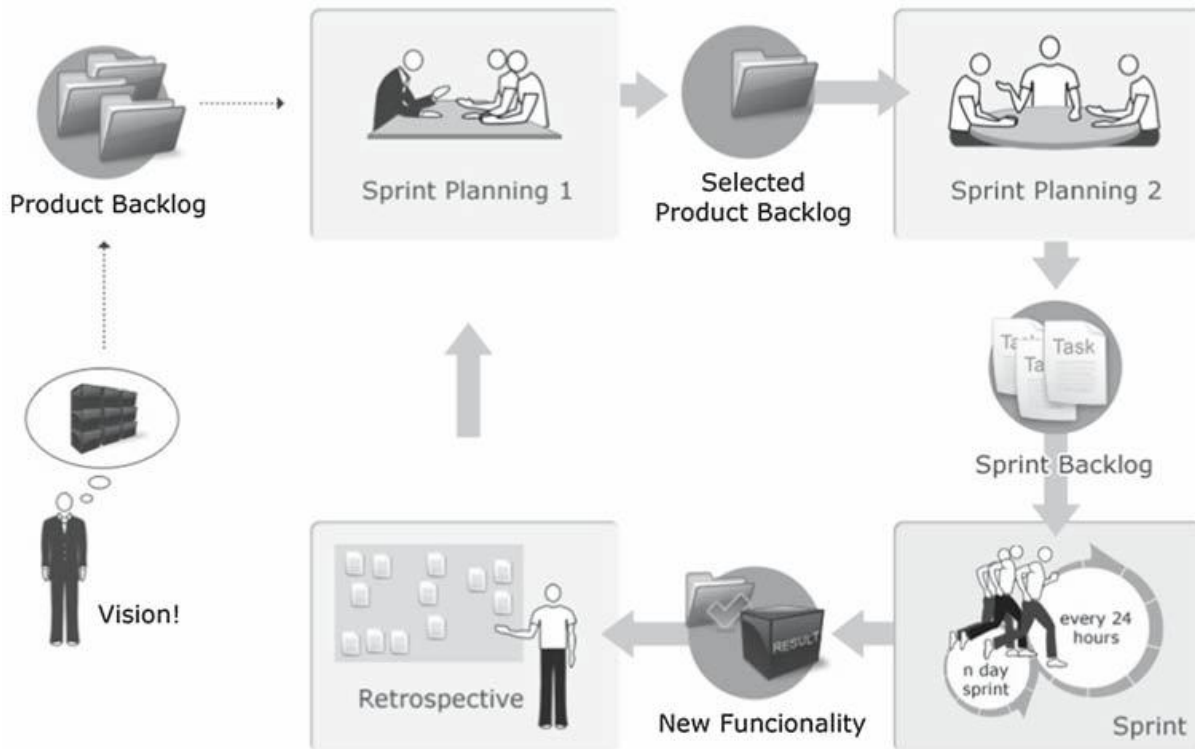 Product Backlog
Sprint Planning 1
Selected
Product Backlog
Sprint Planning 2
Task
Sprint Backlog
Vision!
Retrospective
RESULT
New Funcionality
every 24
hours
n day
sprint
Sprint